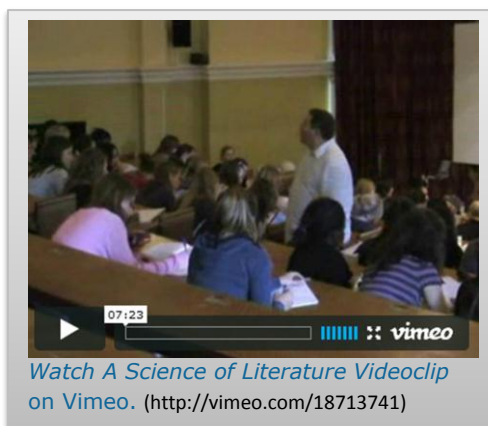 07:23
vimeo
Watch A Science of Literature Videoclip
on Vimeo. (http://vimeo.com/18713741)